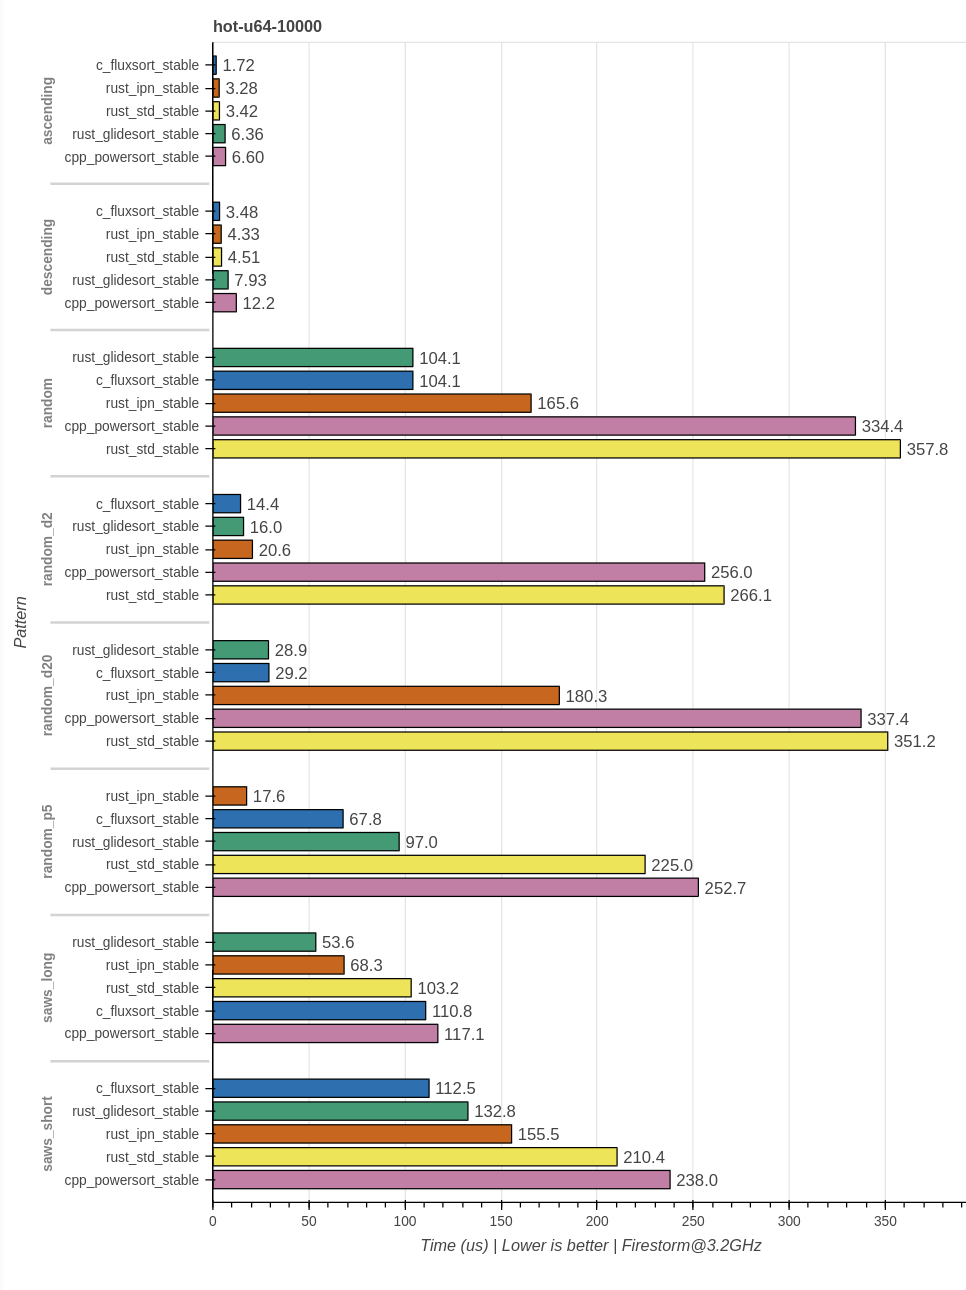 hot-u64-10000
ascending
c_fluxsort_stable 1.72
rust_ipn_stable 3.28
rust_std_stable 3.42
rust_glidesort_stable 6.36
cpp_powersort_stable 6.60
descending
c_fluxsort_stable 3.48
rust_ipn_stable 4.33
rust_std_stable 4.51
rust_glidesort_stable 7.93
cpp_powersort_stable 12.2
random
rust_glidesort_stable 104.1
c_fluxsort_stable 104.1
rust_ipn_stable 165.6
cpp_powersort_stable 334.4
rust_std_stable 357.8
random_d2
c_fluxsort_stable 14.4
rust_glidesort_stable 16.0
rust_ipn_stable 20.6
cpp_powersort_stable 256.0
rust_std_stable 266.1
Pattern
random_d20
rust_glidesort_stable 28.9
c_fluxsort_stable 29.2
rust_ipn_stable 180.3
cpp_powersort_stable 337.4
rust_std_stable 351.2
random_p5
rust_ipn_stable 17.6
c_fluxsort_stable 67.8
rust_glidesort_stable 97.0
rust_std_stable 225.0
cpp_powersort_stable 252.7
saws_long
rust_glidesort_stable 53.6
rust_ipn_stable 68.3
rust_std_stable 103.2
c_fluxsort_stable 110.8
cpp_powersort_stable 117.1
saws_short
c_fluxsort_stable 112.5
rust_glidesort_stable 132.8
rust_ipn_stable 155.5
rust_std_stable 210.4
cpp_powersort_stable 238.0
0 50 100 150 200 250 300 350
Time (us) | Lower is better | Firestorm@3.2GHz